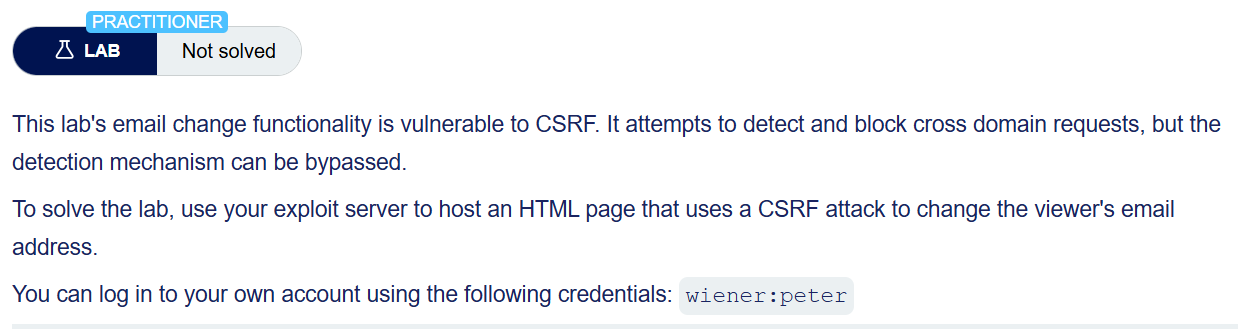 PRACTITIONER
LAB Not solved
This lab's email change functionality is vulnerable to CSRF. It attempts to detect and block cross domain requests, but the
detection mechanism can be bypassed.
To solve the lab, use your exploit server to host an HTML page that uses a CSRF attack to change the viewer's email
address.
You can log in to your own account using the following credentials: wiener:peter